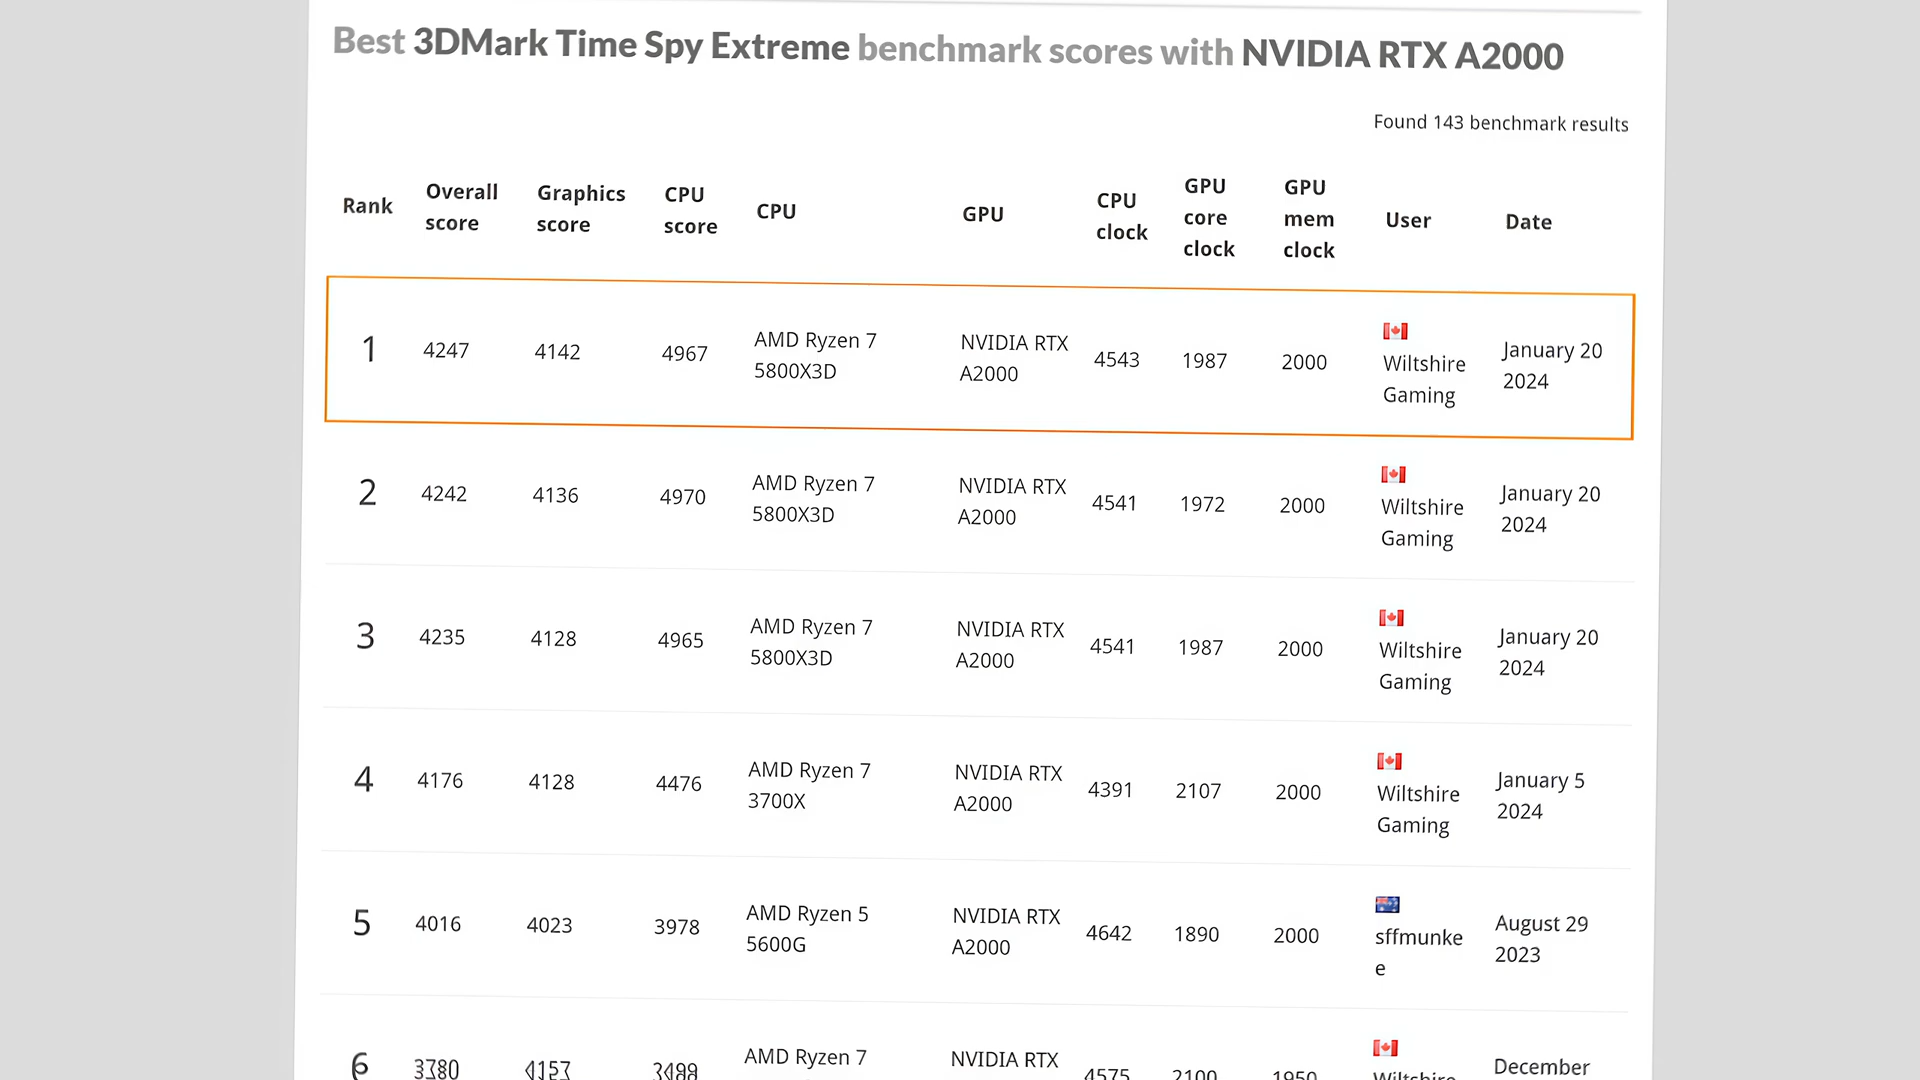 Best 3DMark Time Spy Extreme benchmark scores with NVIDIA RTX A2000
Found 143 benchmark results
Rank Overall score Graphics score CPU score CPU GPU CPU clock GPU core clock GPU mem clock User Date
1 4247 4142 4967 AMD Ryzen 7 5800X3D NVIDIA RTX A2000 4543 1987 2000 Wiltshire Gaming January 20 2024
2 4242 4136 4970 AMD Ryzen 7 5800X3D NVIDIA RTX A2000 4541 1972 2000 Wiltshire Gaming January 20 2024
3 4235 4128 4965 AMD Ryzen 7 5800X3D NVIDIA RTX A2000 4541 1987 2000 Wiltshire Gaming January 20 2024
4 4176 4128 4476 AMD Ryzen 7 3700X NVIDIA RTX A2000 4391 2107 2000 Wiltshire Gaming January 5 2024
5 4016 4023 3978 AMD Ryzen 5 5600G NVIDIA RTX A2000 4642 1890 2000 sffmunkee August 29 2023
6 AMD Ryzen 7 NVIDIA RTX 4575 2100 1950 Wiltshire December